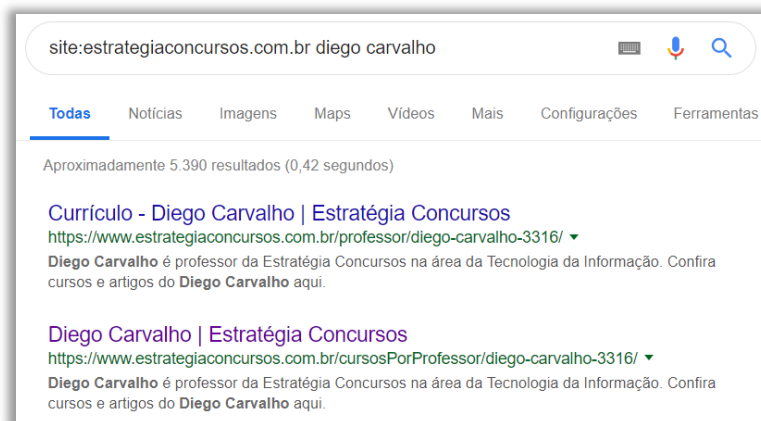 site:estrategiaconcursos.com.br diego carvalho
Todas Notícias Imagens Maps Vídeos Mais Configurações Ferramentas
Aproximadamente 5.390 resultados (0,42 segundos)
Currículo - Diego Carvalho | Estratégia Concursos
https://www.estrategiaconcursos.com.br/professor/diego-carvalho-3316/
Diego Carvalho é professor da Estratégia Concursos na área da Tecnologia da Informação. Confira
cursos e artigos do Diego Carvalho aqui.
Diego Carvalho | Estratégia Concursos
https://www.estrategiaconcursos.com.br/cursosPorProfessor/diego-carvalho-3316/
Diego Carvalho é professor da Estratégia Concursos na área da Tecnologia da Informação. Confira
cursos e artigos do Diego Carvalho aqui.